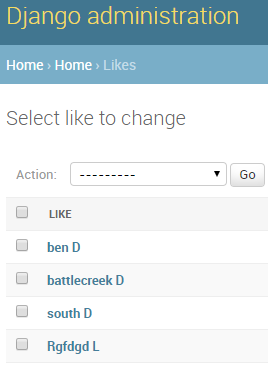 Django administration
Home › Home › Likes
Select like to change
Action: --------- Go
LIKE
ben D
battlecreek D
south D
Rgfdgd L